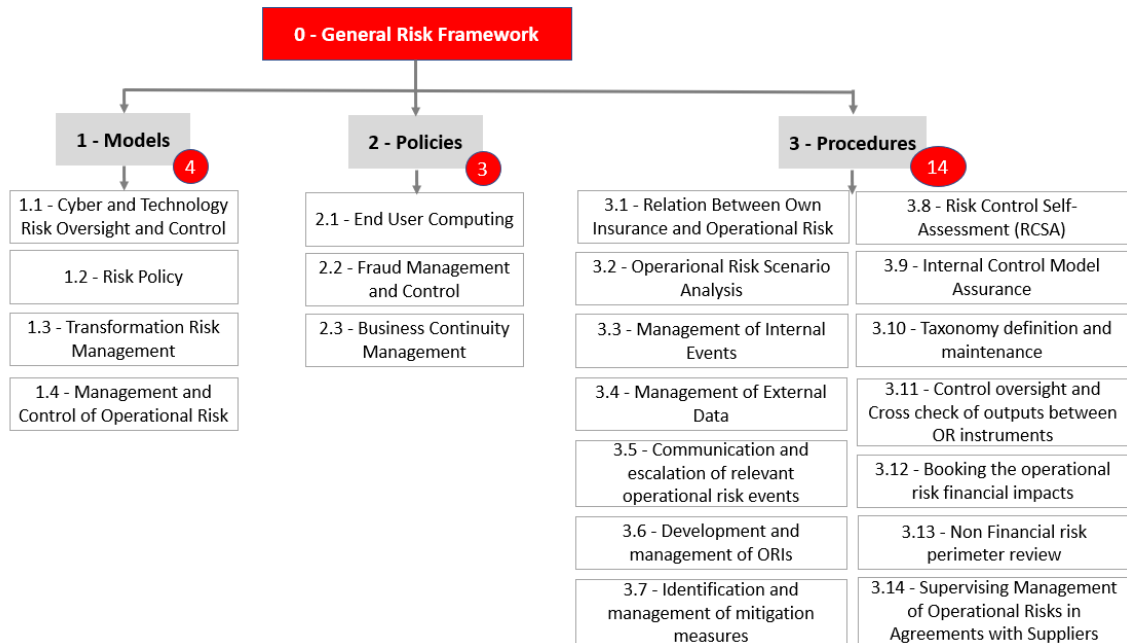 0 - General Risk Framework
1 - Models
4
1.1 - Cyber and Technology
Risk Oversight and Control
1.2 - Risk Policy
1.3 - Transformation Risk
Management
1.4 - Management and
Control of Operational Risk
2 - Policies
3
2.1 - End User Computing
2.2 - Fraud Management
and Control
2.3 - Business Continuity
Management
3 - Procedures
14
3.1 - Relation Between Own
Insurance and Operational Risk
3.2 - Operarional Risk Scenario
Analysis
3.3 - Management of Internal
Events
3.4 - Management of External
Data
3.5 - Communication and
escalation of relevant
operational risk events
3.6 - Development and
management of ORIs
3.7 - Identification and
management of mitigation
measures
3.8 - Risk Control Self-
Assessment (RCSA)
3.9 - Internal Control Model
Assurance
3.10 - Taxonomy definition and
maintenance
3.11 - Control oversight and
Cross check of outputs between
OR instruments
3.12 - Booking the operational
risk financial impacts
3.13 - Non Financial risk
perimeter review
3.14 - Supervising Management
of Operational Risks in
Agreements with Suppliers